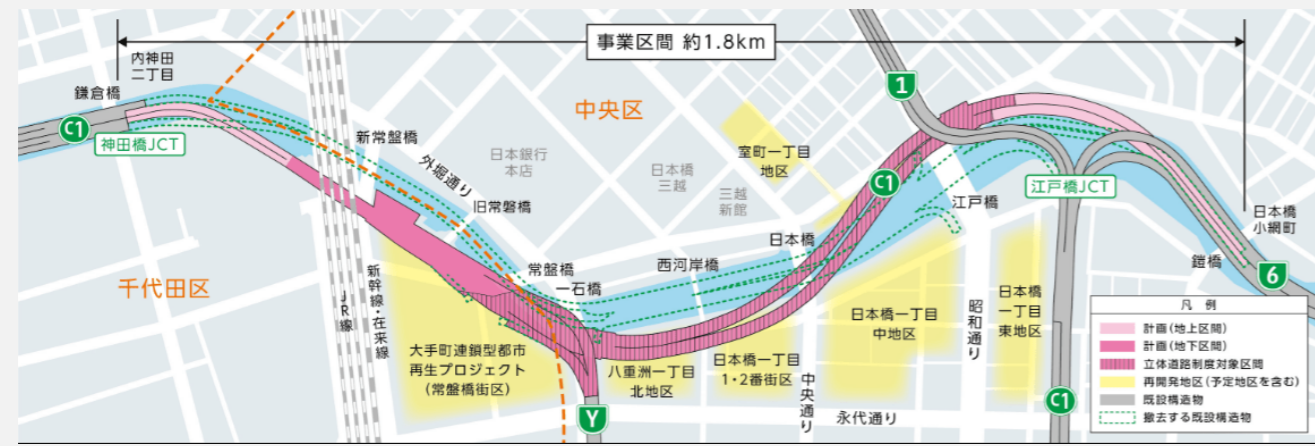 事業区間 約1.8km
内神田
二丁目
鎌倉橋
C1
神田橋JCT
新常盤橋
外堀通り
旧常磐橋
日本銀行
本店
日本橋
三越
三越
新館
中央区
室町一丁目
地区
1
C1
江戸橋
江戸橋JCT
日本橋
小網町
鎧橋
6
千代田区
JR線
新幹線・在来線
常盤橋
一石橋
西河岸橋
日本橋
大手町連鎖型都市
再生プロジェクト
(常盤橋街区)
八重洲一丁目
北地区
日本橋一丁目
1・2番街区
中央通り
日本橋一丁目
中地区
昭和通り
日本橋
一丁目
東地区
永代通り
Y
C1
凡 例
計画(地上区間)
計画(地下区間)
立体道路制度対象区間
再開発地区(予定地区を含む)
既設構造物
撤去する既設構造物